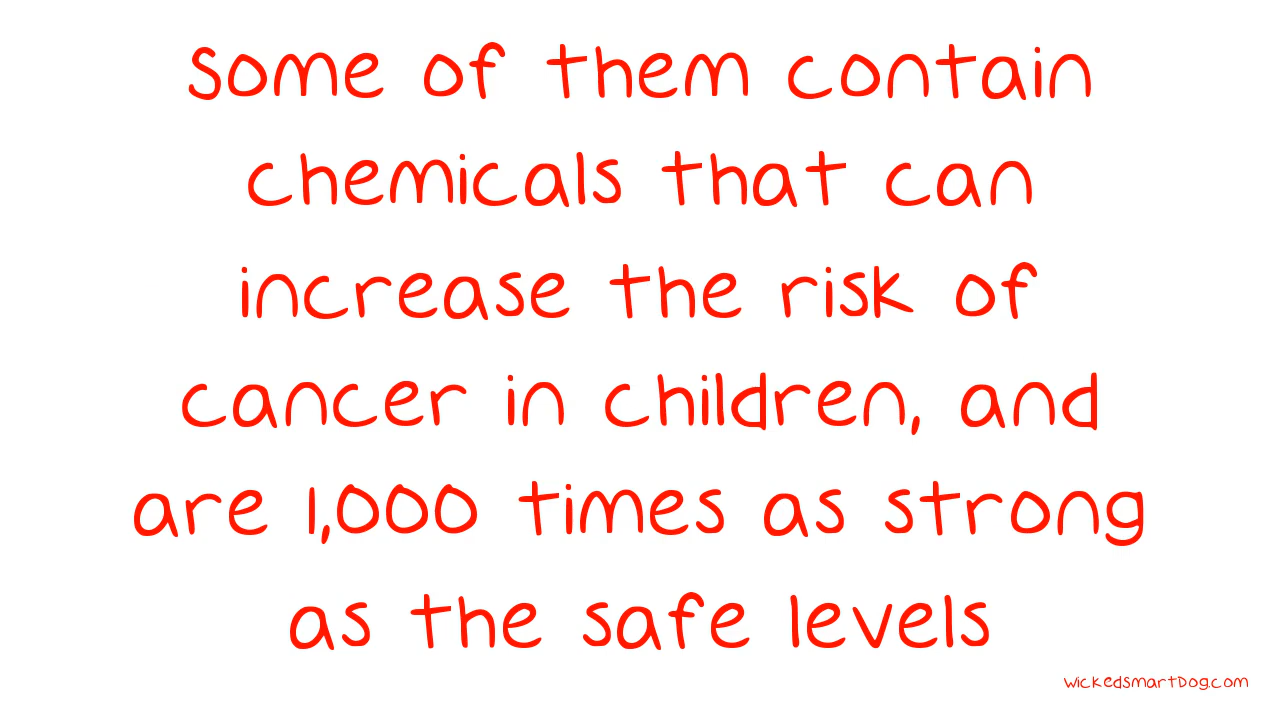 Some of them contain
chemicals that can
increase the risk of
cancer in children, and
are 1,000 times as strong
as the safe levels
wickedsmartDog.com